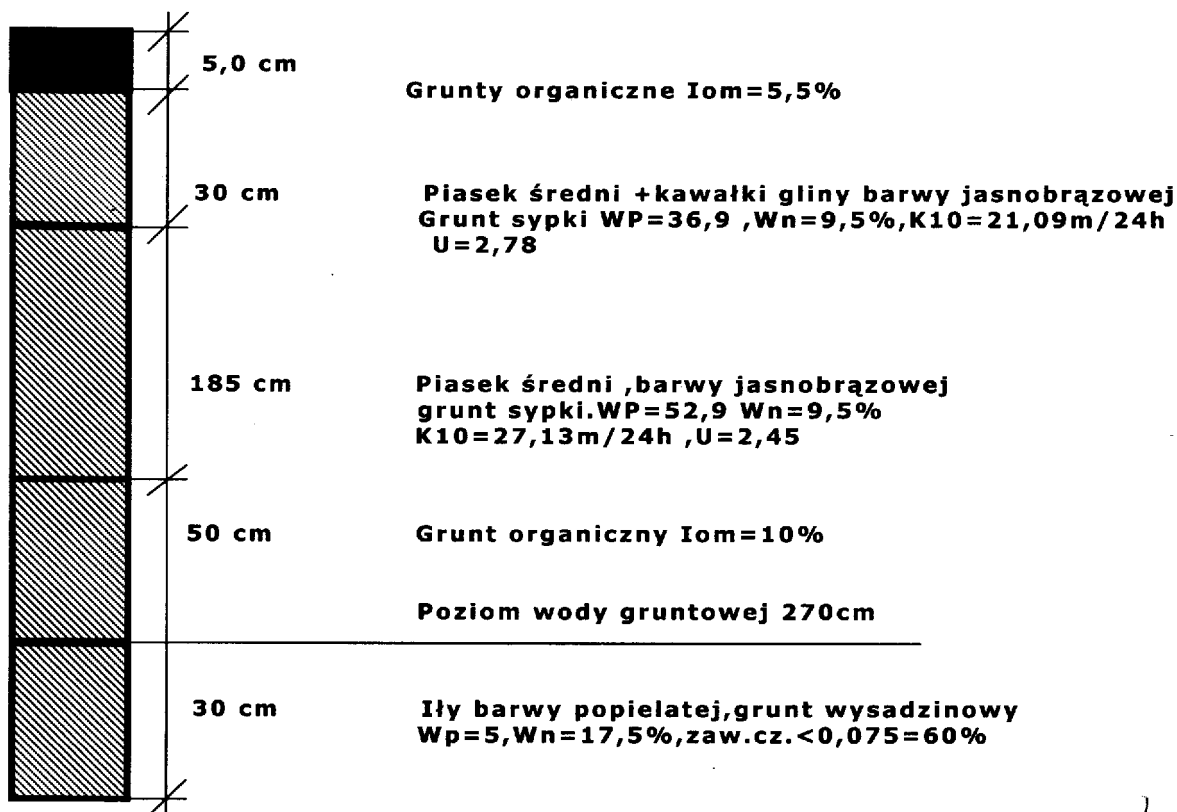 5,0 cm
Grunty organiczne Iom=5,5%
30 cm
Piasek średni +kawałki gliny barwy jasnobrązowej
Grunt sypki WP=36,9 ,Wn=9,5%,K10=21,09m/24h
U=2,78
185 cm
Piasek średni ,barwy jasnobrązowej
grunt sypki.WP=52,9 Wn=9,5%
K10=27,13m/24h ,U=2,45
50 cm
Grunt organiczny Iom=10%
Poziom wody gruntowej 270cm
30 cm
Iły barwy popielatej,grunt wysadzinowy
Wp=5,Wn=17,5%,zaw.cz.<0,075=60%